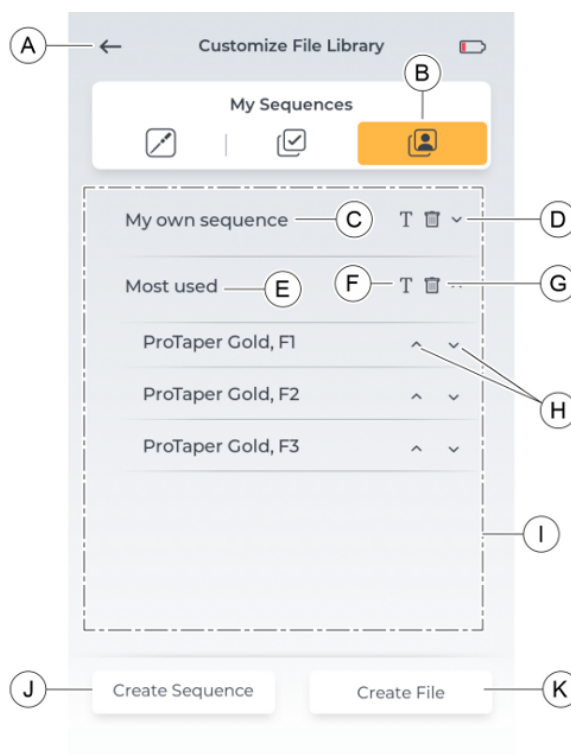 A
Customize File Library
B
My Sequences
My own sequence C T D
Most used E F T G
ProTaper Gold, F1
ProTaper Gold, F2
H
ProTaper Gold, F3
I
J Create Sequence Create File K